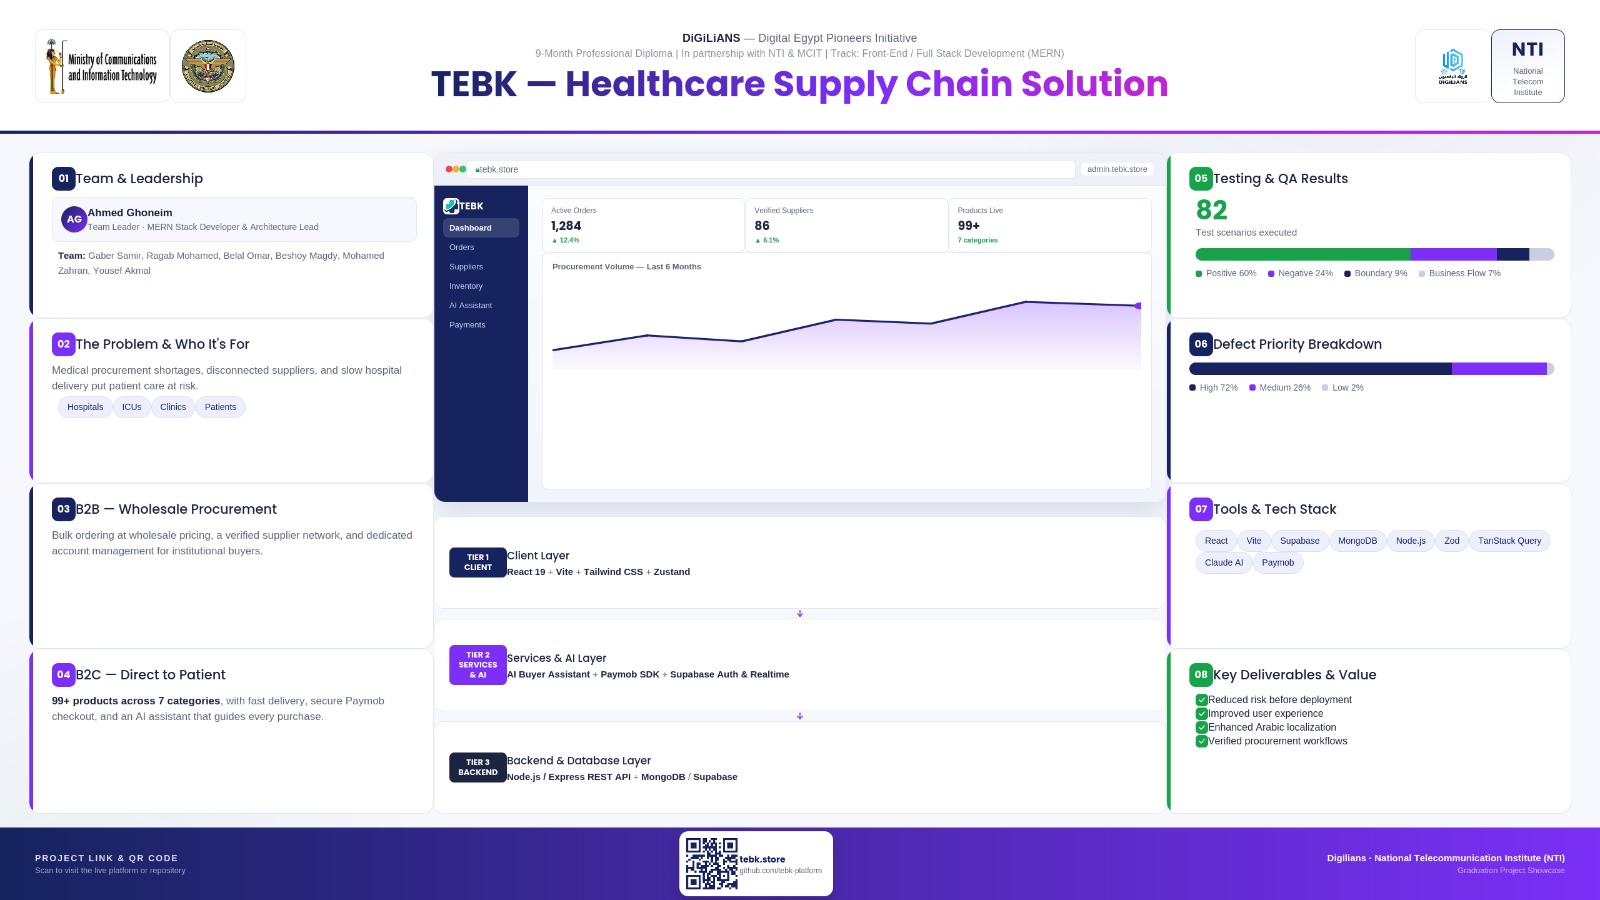 Ministry of Communications
and Information Technology
DiGiLiANS — Digital Egypt Pioneers Initiative
9-Month Professional Diploma | In partnership with NTI & MCIT | Track: Front-End / Full Stack Development (MERN)
TEBK — Healthcare Supply Chain Solution
DIGILIANS
NTI
National
Telecom
Institute
01 Team & Leadership
AG
Ahmed Ghoneim
Team Leader · MERN Stack Developer & Architecture Lead
Team: Gaber Samir, Ragab Mohamed, Belal Omar, Beshoy Magdy, Mohamed
Zahran, Yousef Akmal
02 The Problem & Who It's For
Medical procurement shortages, disconnected suppliers, and slow hospital
delivery put patient care at risk.
Hospitals ICUs Clinics Patients
03 B2B — Wholesale Procurement
Bulk ordering at wholesale pricing, a verified supplier network, and dedicated
account management for institutional buyers.
04 B2C — Direct to Patient
99+ products across 7 categories, with fast delivery, secure Paymob
checkout, and an AI assistant that guides every purchase.
tebk.store
admin.tebk.store
TEBK
Dashboard
Orders
Suppliers
Inventory
AI Assistant
Payments
Active Orders
1,284
▲ 12.4%
Verified Suppliers
86
▲ 6.1%
Products Live
99+
7 categories
Procurement Volume — Last 6 Months
TIER 1
CLIENT
Client Layer
React 19 + Vite + Tailwind CSS + Zustand
↓
TIER 2
SERVICES
& AI
Services & AI Layer
AI Buyer Assistant + Paymob SDK + Supabase Auth & Realtime
↓
TIER 3
BACKEND
Backend & Database Layer
Node.js / Express REST API + MongoDB / Supabase
05 Testing & QA Results
82
Test scenarios executed
Positive 60% Negative 24% Boundary 9% Business Flow 7%
06 Defect Priority Breakdown
High 72% Medium 26% Low 2%
07 Tools & Tech Stack
React Vite Supabase MongoDB Node.js Zod TanStack Query
Claude AI Paymob
08 Key Deliverables & Value
Reduced risk before deployment
Improved user experience
Enhanced Arabic localization
Verified procurement workflows
PROJECT LINK & QR CODE
Scan to visit the live platform or repository
tebk.store
github.com/tebk-platform
Digilians · National Telecommunication Institute (NTI)
Graduation Project Showcase